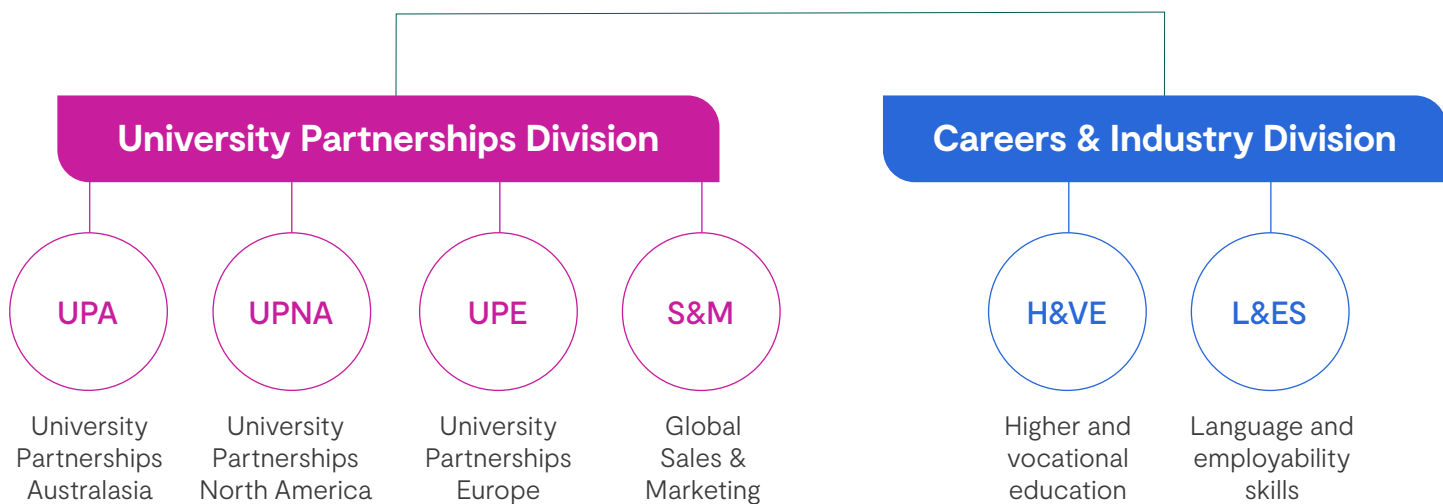 University Partnerships Division
Careers & Industry Division
UPA
UPNA
UPE
S&M
H&VE
L&ES
University
Partnerships
Australasia
University
Partnerships
North America
University
Partnerships
Europe
Global
Sales &
Marketing
Higher and
vocational
education
Language and
employability
skills